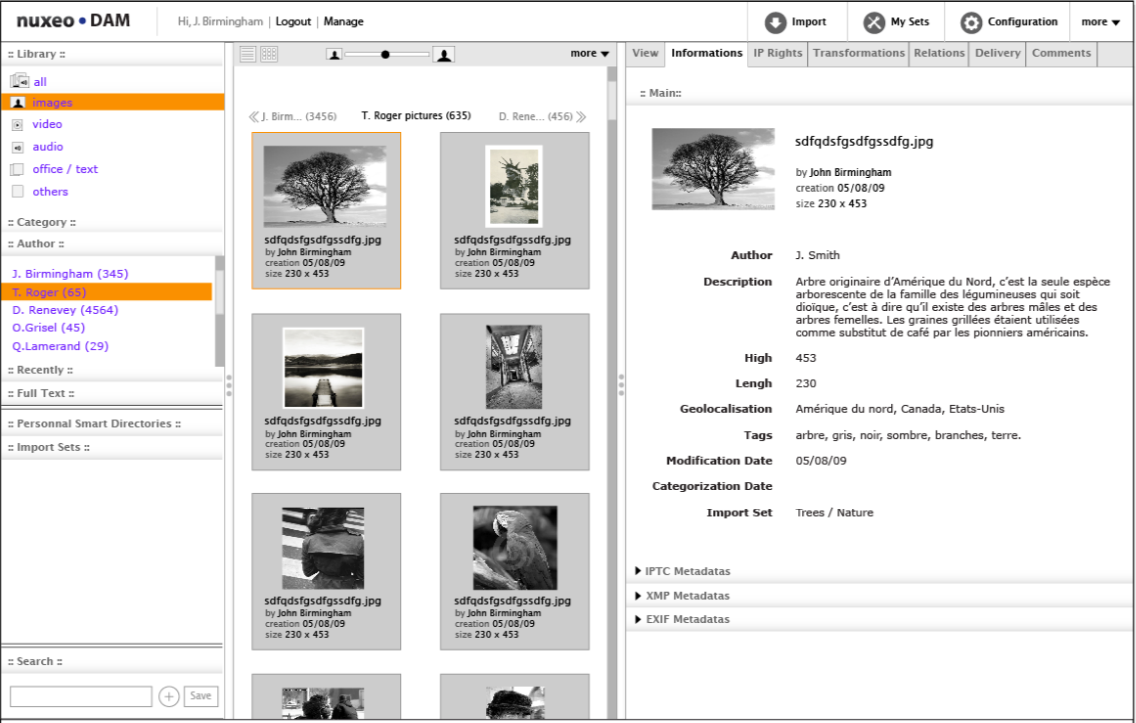 nuxeo • DAM
Hi, J. Birmingham | Logout | Manage
Import
My Sets
Configuration
more ▼
:: Library ::
all
images
video
audio
office / text
others
:: Category ::
:: Author ::
J. Birmingham (345)
T. Roger (65)
D. Renevey (4564)
O.Grisel (45)
Q.Lamerand (29)
:: Recently ::
:: Full Text ::
:: Personnal Smart Directories ::
:: Import Sets ::
:: Search ::
Save
more ▼
J. Birm... (3456)
T. Roger pictures (635)
D. Rene... (456)
sdfqdsfgsdfgssdfg.jpg
by John Birmingham
creation 05/08/09
size 230 x 453
sdfqdsfgsdfgssdfg.jpg
by John Birmingham
creation 05/08/09
size 230 x 453
sdfqdsfgsdfgssdfg.jpg
by John Birmingham
creation 05/08/09
size 230 x 453
sdfqdsfgsdfgssdfg.jpg
by John Birmingham
creation 05/08/09
size 230 x 453
sdfqdsfgsdfgssdfg.jpg
by John Birmingham
creation 05/08/09
size 230 x 453
sdfqdsfgsdfgssdfg.jpg
by John Birmingham
creation 05/08/09
size 230 x 453
View
Informations
IP Rights
Transformations
Relations
Delivery
Comments
:: Main::
sdfqdsfgsdfgssdfg.jpg
by John Birmingham
creation 05/08/09
size 230 x 453
Author J. Smith
Description Arbre originaire d'Amérique du Nord, c'est la seule espèce
arborescente de la famille des légumineuses qui soit
dioïque, c'est à dire qu'il existe des arbres mâles et des
arbres femelles. Les graines grillées étaient utilisées
comme substitut de café par les pionniers américains.
High 453
Lengh 230
Geolocalisation Amérique du nord, Canada, Etats-Unis
Tags arbre, gris, noir, sombre, branches, terre.
Modification Date 05/08/09
Categorization Date
Import Set Trees / Nature
IPTC Metadatas
XMP Metadatas
EXIF Metadatas